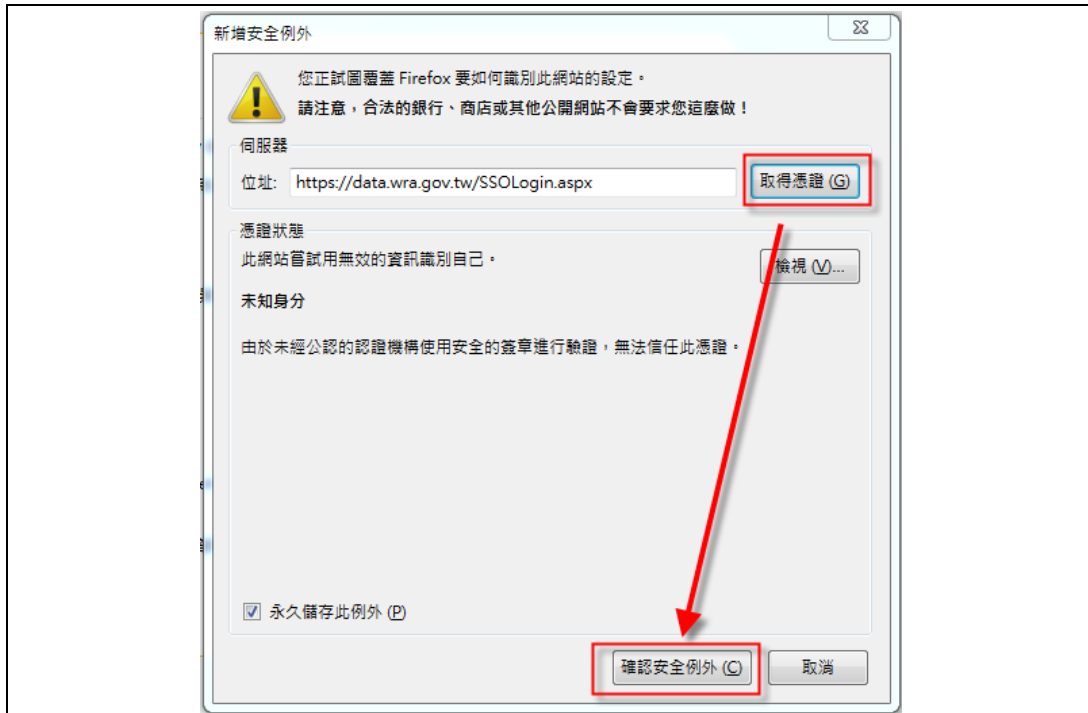 新增安全例外
您正試圖覆蓋 Firefox 要如何識別此網站的設定。
請注意，合法的銀行、商店或其他公開網站不會要求您這麼做！
伺服器
位址: https://data.wra.gov.tw/SSOLogin.aspx 取得憑證 (G)
憑證狀態
此網站嘗試用無效的資訊識別自己。 檢視 (V)...
未知身分
由於未經公認的認證機構使用安全的簽章進行驗證，無法信任此憑證。
永久儲存此例外 (P)
確認安全例外 (C) 取消